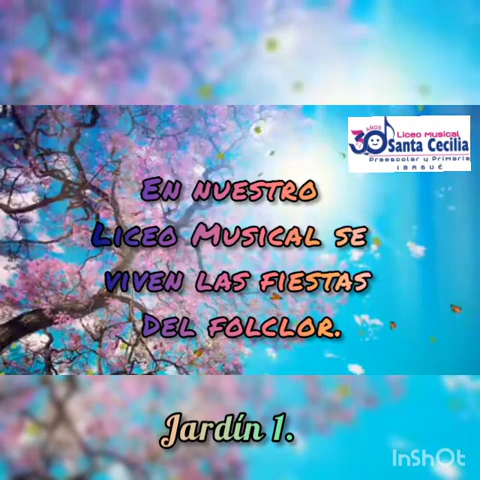 30 AÑOS
Liceo Musical
Santa Cecilia
Preescolar y Primaria
IBAGUÉ
En nuestro
Liceo Musical se
viven las fiestas
Del folclor.
Jardín 1.
InShOt